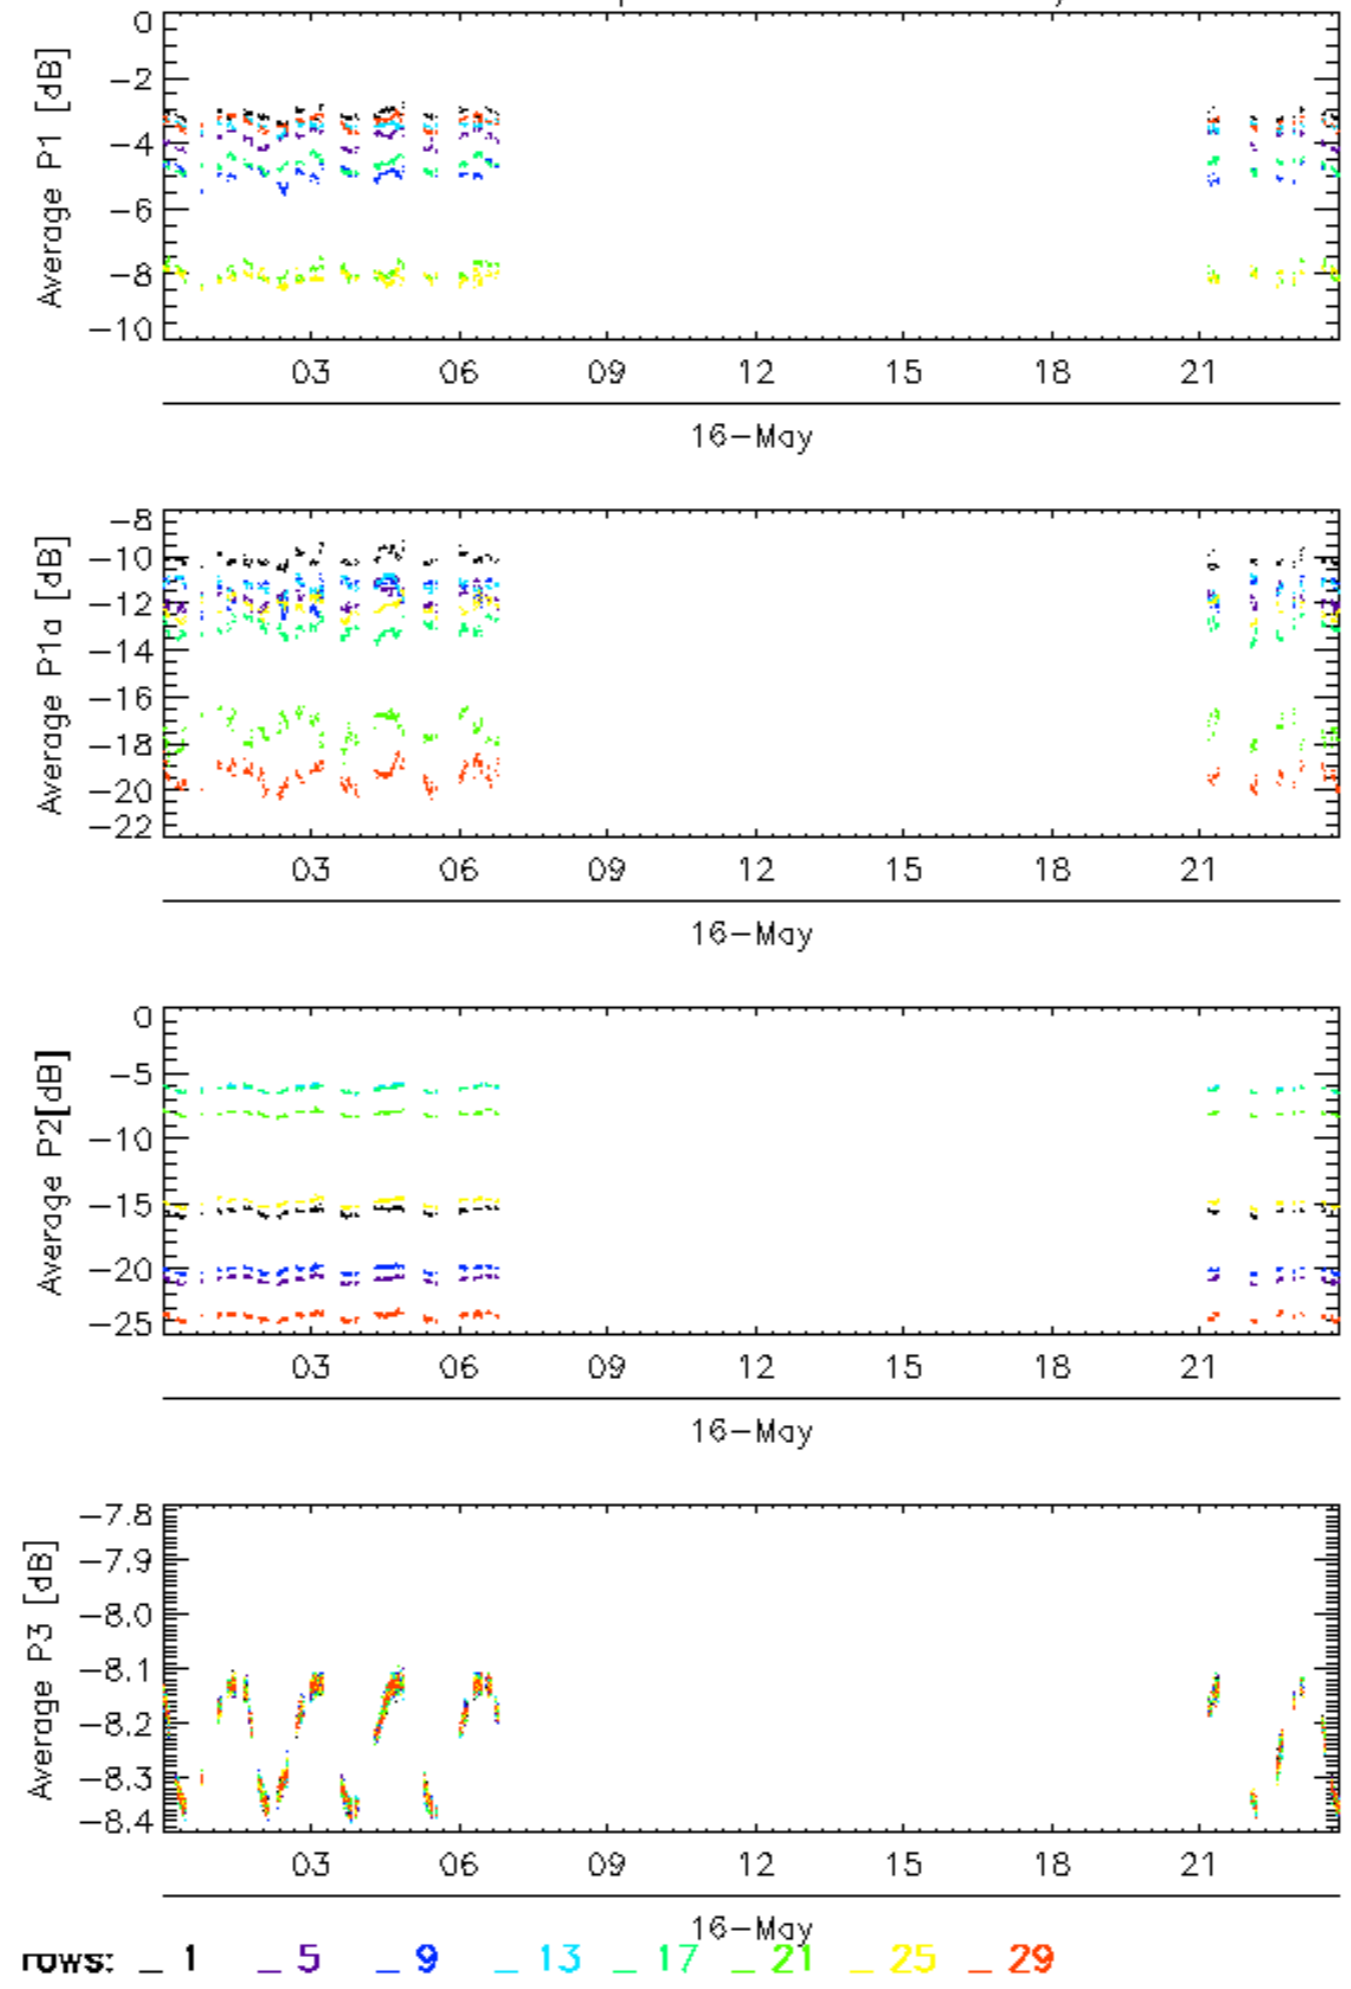 0
−2
−4
−6
−8
−10
Average P1 [dB]
03 06 09 12 15 18 21
16−May
−8
−10
−12
−14
−16
−18
−20
−22
Average P1a [dB]
03 06 09 12 15 18 21
16−May
0
−5
−10
−15
−20
−25
Average P2[dB]
03 06 09 12 15 18 21
16−May
−7.8
−7.9
−8.0
−8.1
−8.2
−8.3
−8.4
Average P3 [dB]
03 06 09 12 15 18 21
16−May
rows: _ 1 _ 5 _ 9 _ 13 _ 17 _ 21 _ 25 _ 29